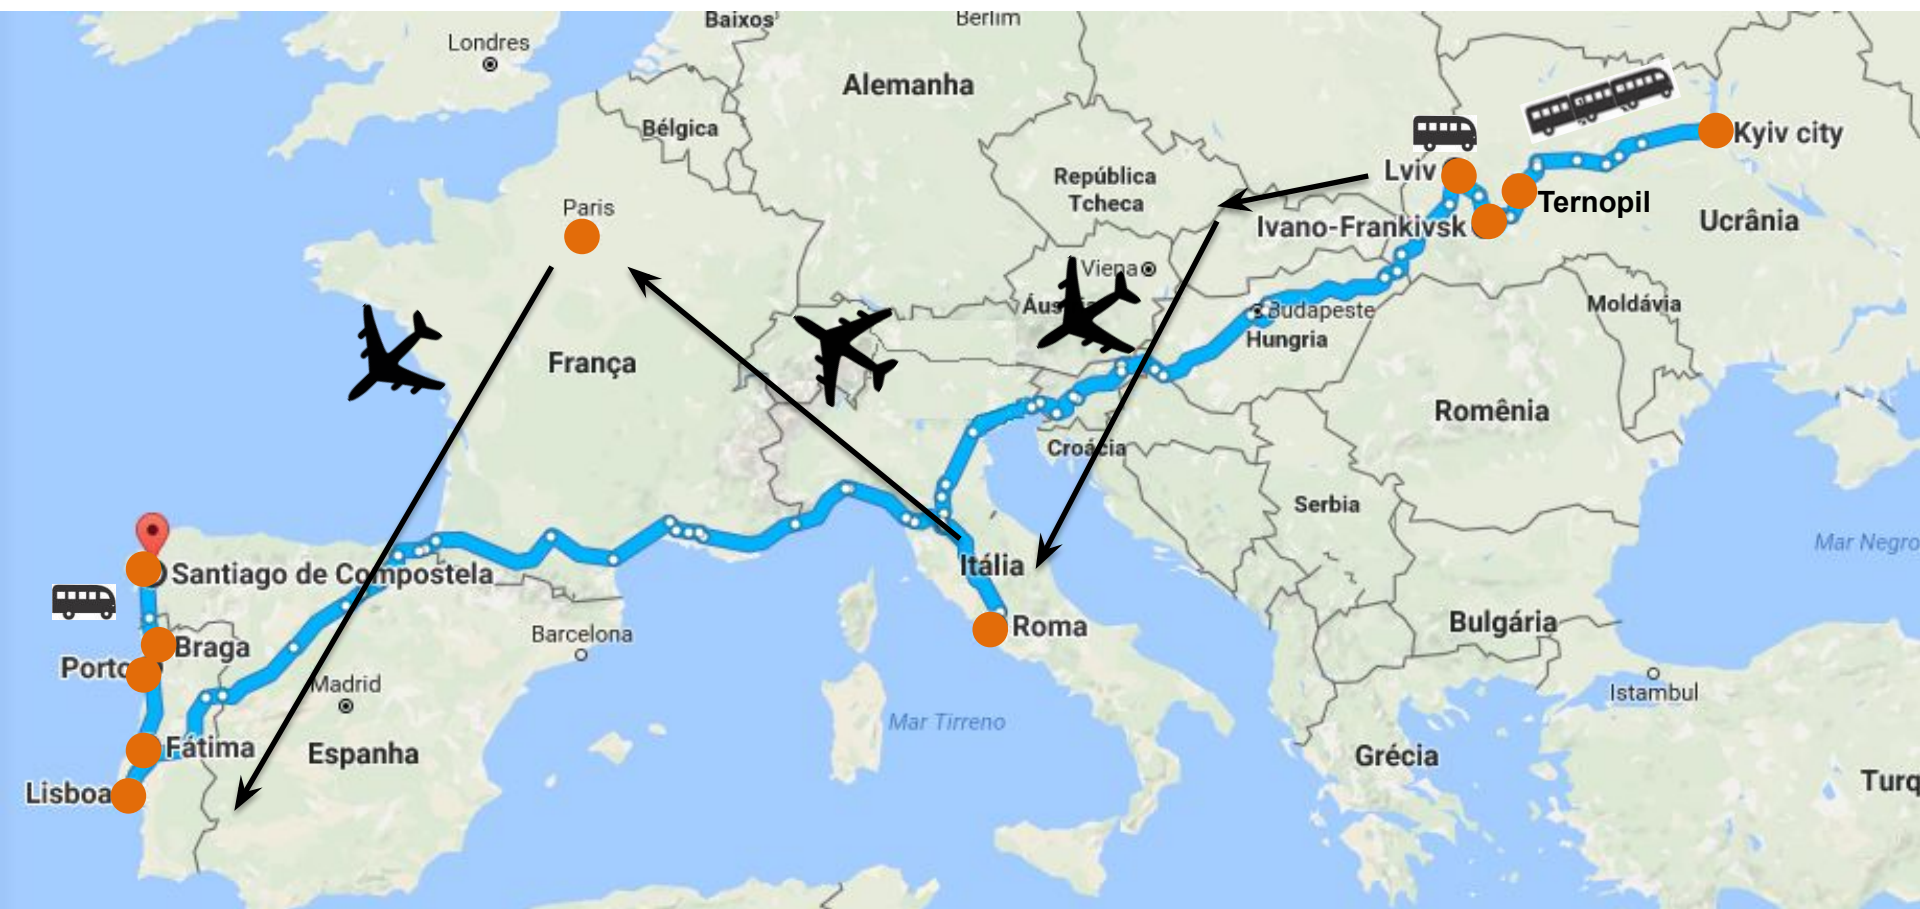 Baixos
Berlim
Londres
Alemanha
Bélgica
Kyiv city
Lviv
República
Tcheca
Ternopil
Paris
Ucrânia
Ivano-Frankivsk
Viena
Moldávia
Budapeste
Hungria
França
Romênia
Croácia
Serbia
Mar Negro
Itália
Santiago de Compostela
Bulgária
Roma
Barcelona
Braga
Porto
Madrid
Istambul
Mar Tirreno
Fátima
Espanha
Grécia
Turq
Lisboa